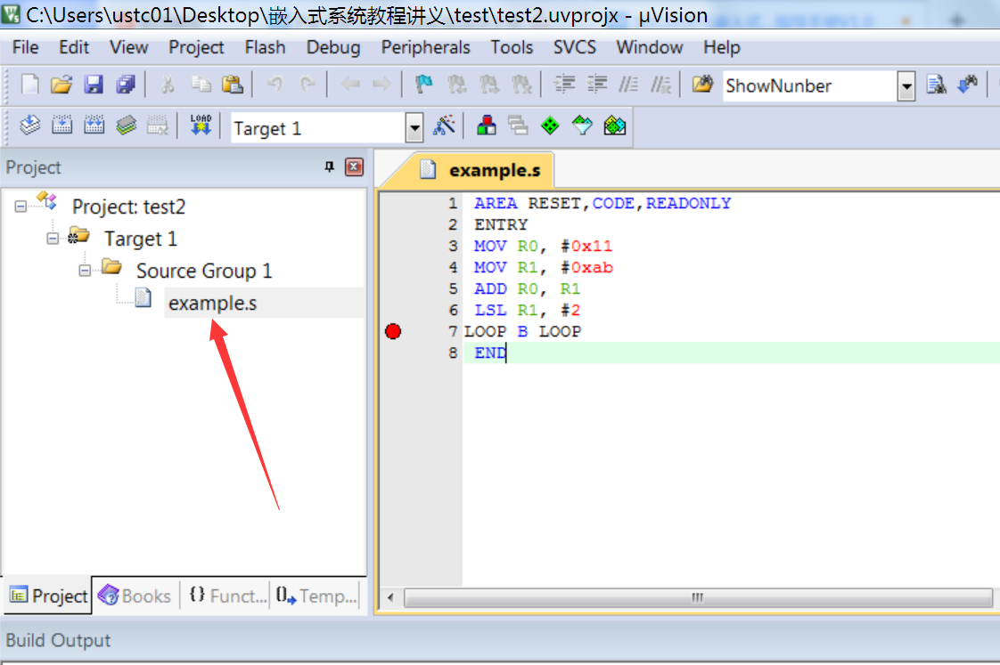 C:\Users\ustc01\Desktop\嵌入式系统教程讲义\test\test2.uvprojx - µVision
File Edit View Project Flash Debug Peripherals Tools SVCS Window Help
ShowNunber
LOAD Target 1
Project
example.s
Project: test2
Target 1
Source Group 1
example.s
1 AREA RESET,CODE,READONLY
2 ENTRY
3 MOV R0, #0x11
4 MOV R1, #0xab
5 ADD R0, R1
6 LSL R1, #2
7 LOOP B LOOP
8 END
Project Books {} Funct... 0 Temp...
Build Output